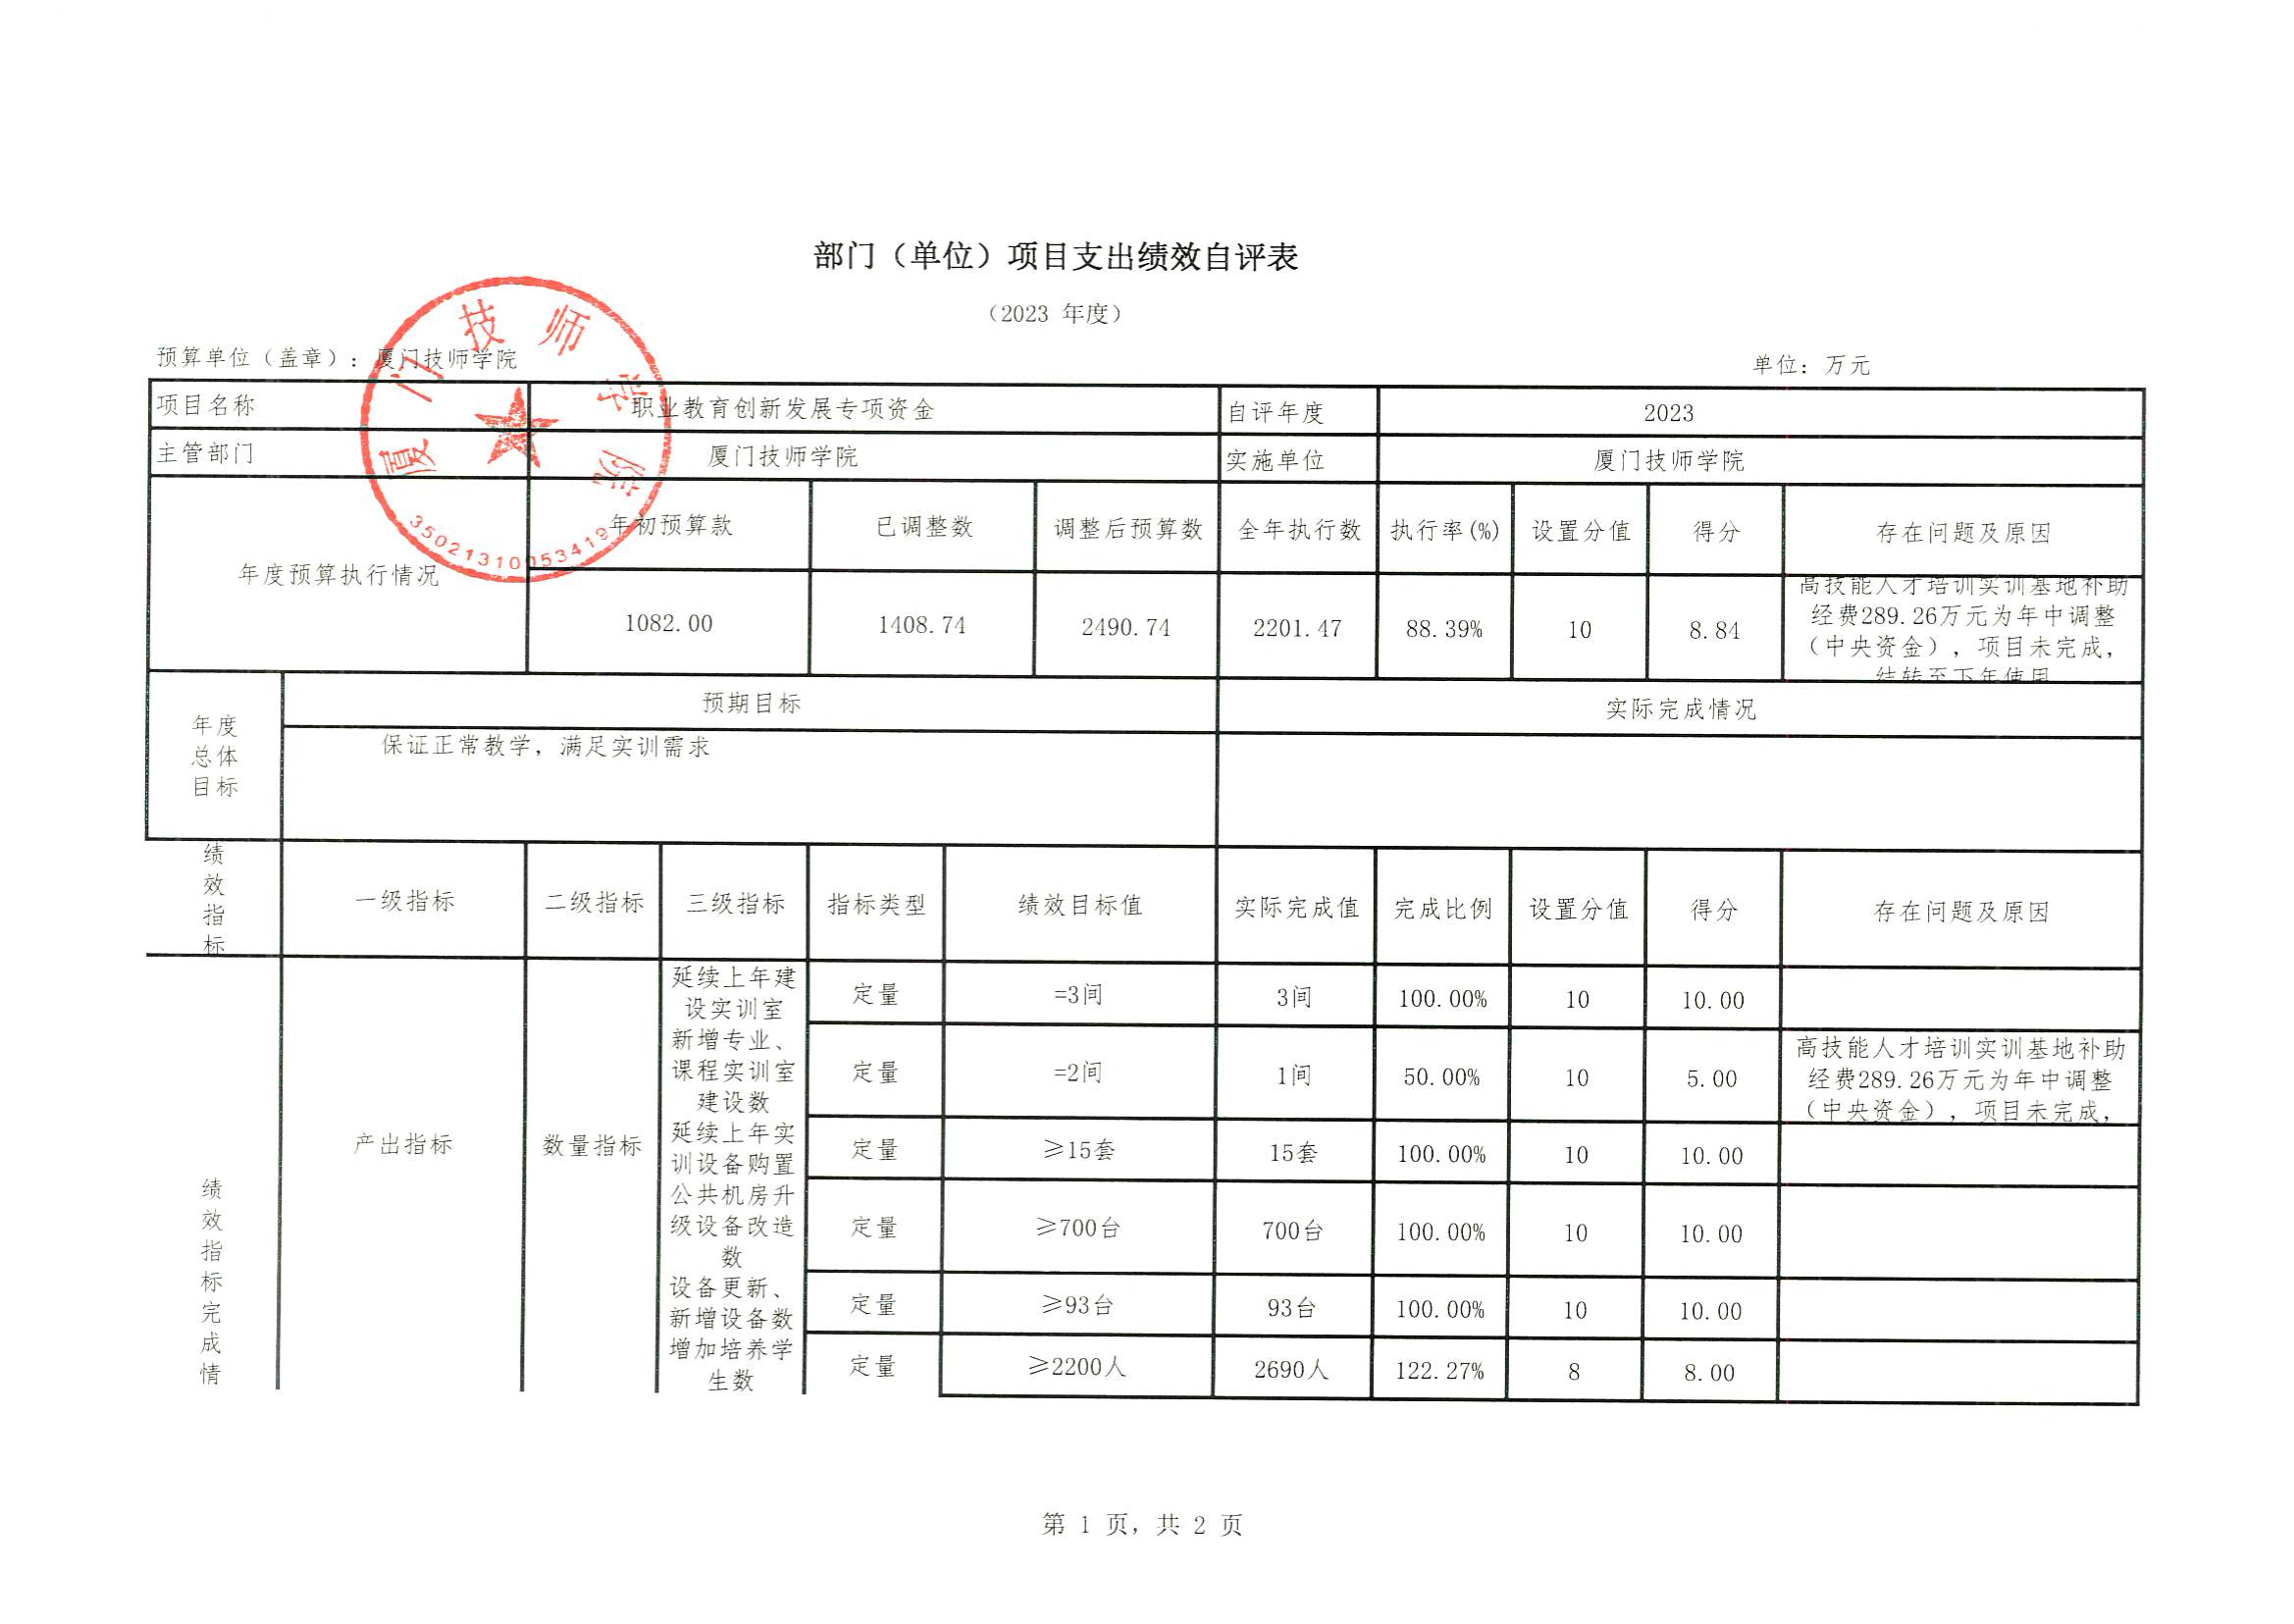 部门（单位）项目支出绩效自评表
（2023 年度）
预算单位（盖章）：厦门技师学院
单位：万元
厦门技师学院
35021310053419
项目名称 职业教育创新发展专项资金 自评年度 2023
主管部门 厦门技师学院 实施单位 厦门技师学院
年度预算执行情况
年初预算款 已调整数 调整后预算数 全年执行数 执行率(%) 设置分值 得分 存在问题及原因
1082.00 1408.74 2490.74 2201.47 88.39% 10 8.84
高技能人才培训实训基地补助
经费289.26万元为年中调整
（中央资金），项目未完成，
结转至下年使用
年度
总体
目标
预期目标 实际完成情况
保证正常教学，满足实训需求
绩
效
指
标
一级指标 二级指标 三级指标 指标类型 绩效目标值 实际完成值 完成比例 设置分值 得分 存在问题及原因
绩
效
指
标
完
成
情
产出指标
数量指标
延续上年建
设实训室
定量 =3间 3间 100.00% 10 10.00
新增专业、
课程实训室
建设数
定量 =2间 1间 50.00% 10 5.00
高技能人才培训实训基地补助
经费289.26万元为年中调整
（中央资金），项目未完成，
延续上年实
训设备购置
定量 ≥15套 15套 100.00% 10 10.00
公共机房升
级设备改造
数
定量 ≥700台 700台 100.00% 10 10.00
设备更新、
新增设备数
定量 ≥93台 93台 100.00% 10 10.00
增加培养学
生数
定量 ≥2200人 2690人 122.27% 8 8.00
第 1 页，共 2 页